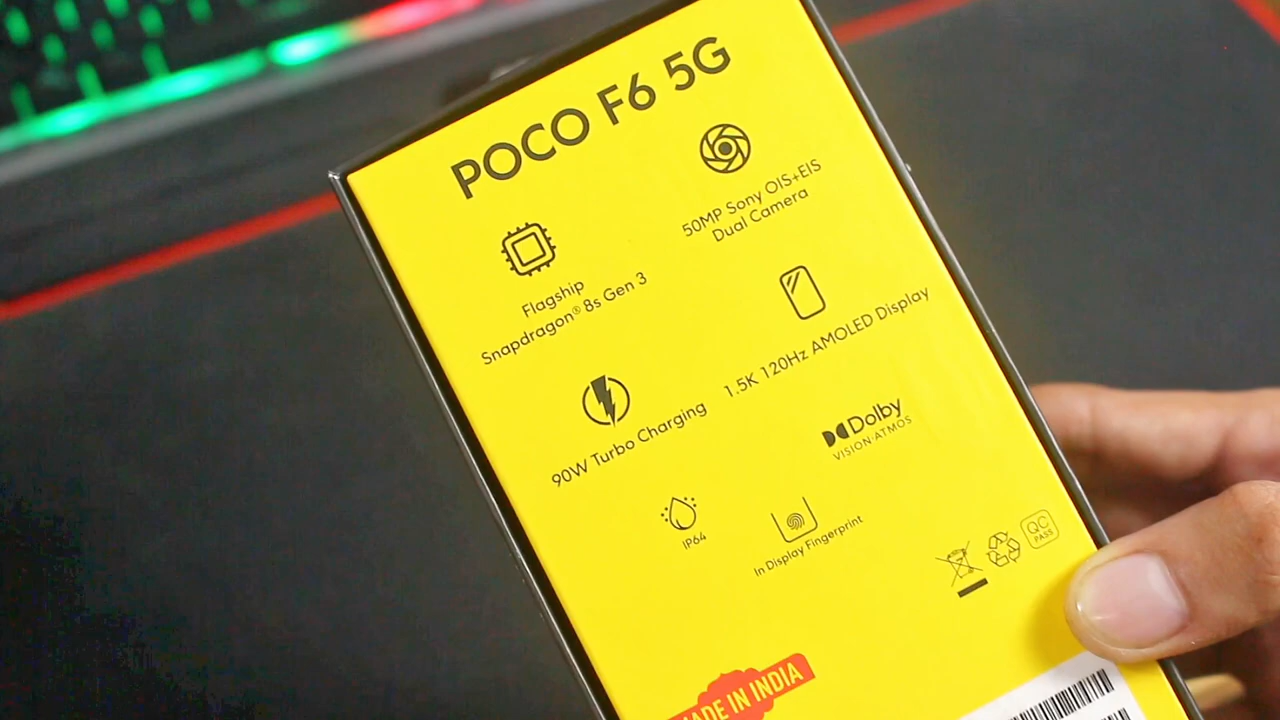 POCO F6 5G
50MP Sony OIS+EIS
Dual Camera
Flagship
Snapdragon® 8s Gen 3
1.5K 120Hz AMOLED Display
90W Turbo Charging
Dolby
VISION·ATMOS
IP64
In Display Fingerprint
QC
PASS
MADE IN INDIA